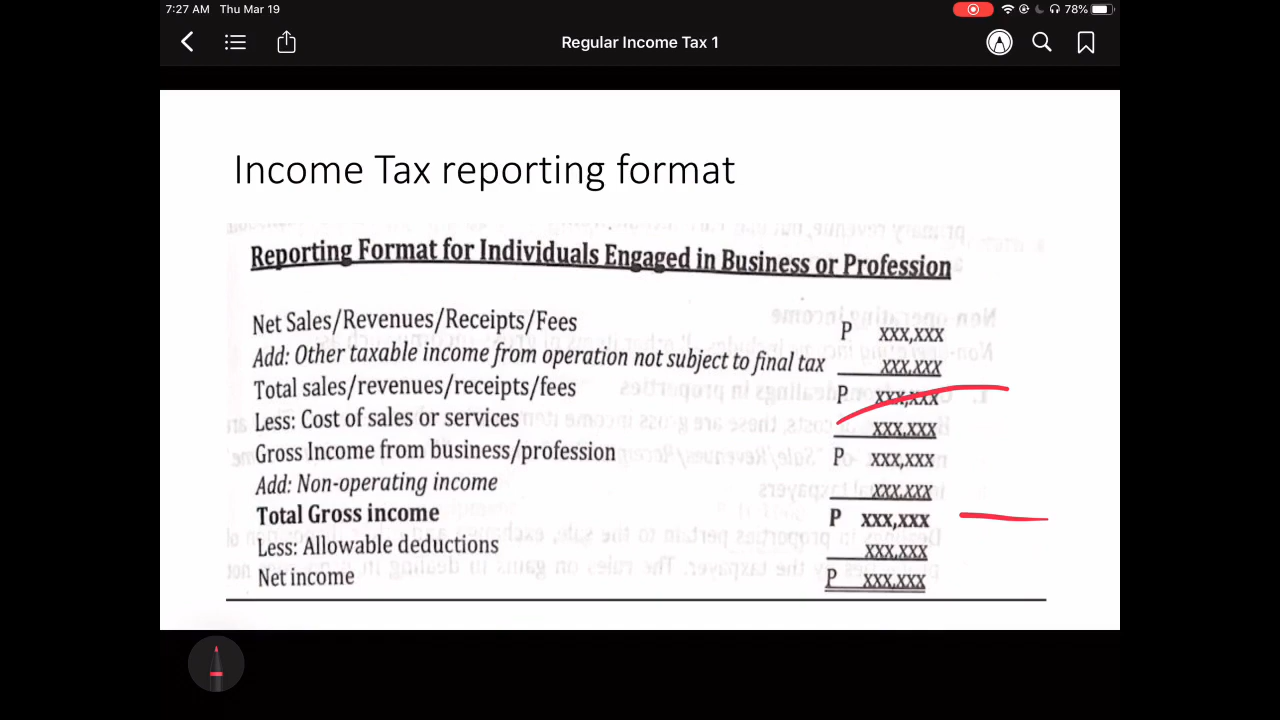 7:27 AM Thu Mar 19
78%
Regular Income Tax 1
Income Tax reporting format
Reporting Format for Individuals Engaged in Business or Profession
Net Sales/Revenues/Receipts/Fees P xxx,xxx
Add: Other taxable income from operation not subject to final tax xxx,xxx
Total sales/revenues/receipts/fees P xxx,xxx
Less: Cost of sales or services xxx,xxx
Gross Income from business/profession P xxx,xxx
Add: Non-operating income xxx,xxx
Total Gross income P xxx,xxx
Less: Allowable deductions xxx,xxx
Net income P xxx,xxx